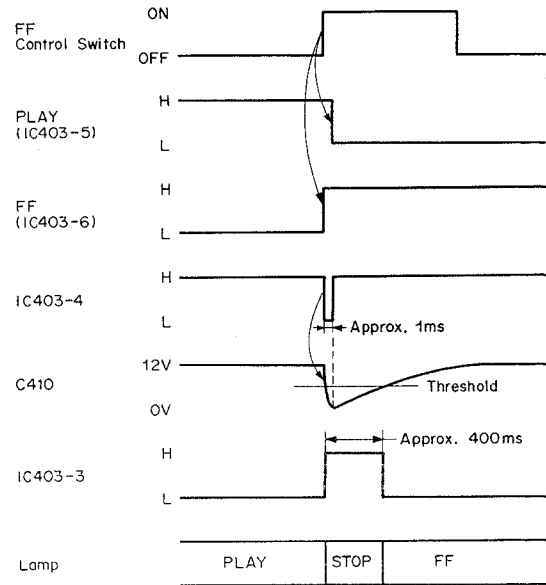 FF
Control Switch
ON
OFF
PLAY
(IC403-5)
H
L
FF
(IC403-6)
H
L
IC403-4
H
L
Approx. 1ms
C410
12V
0V
Threshold
IC403-3
H
L
Approx. 400ms
Lamp
PLAY
STOP
FF